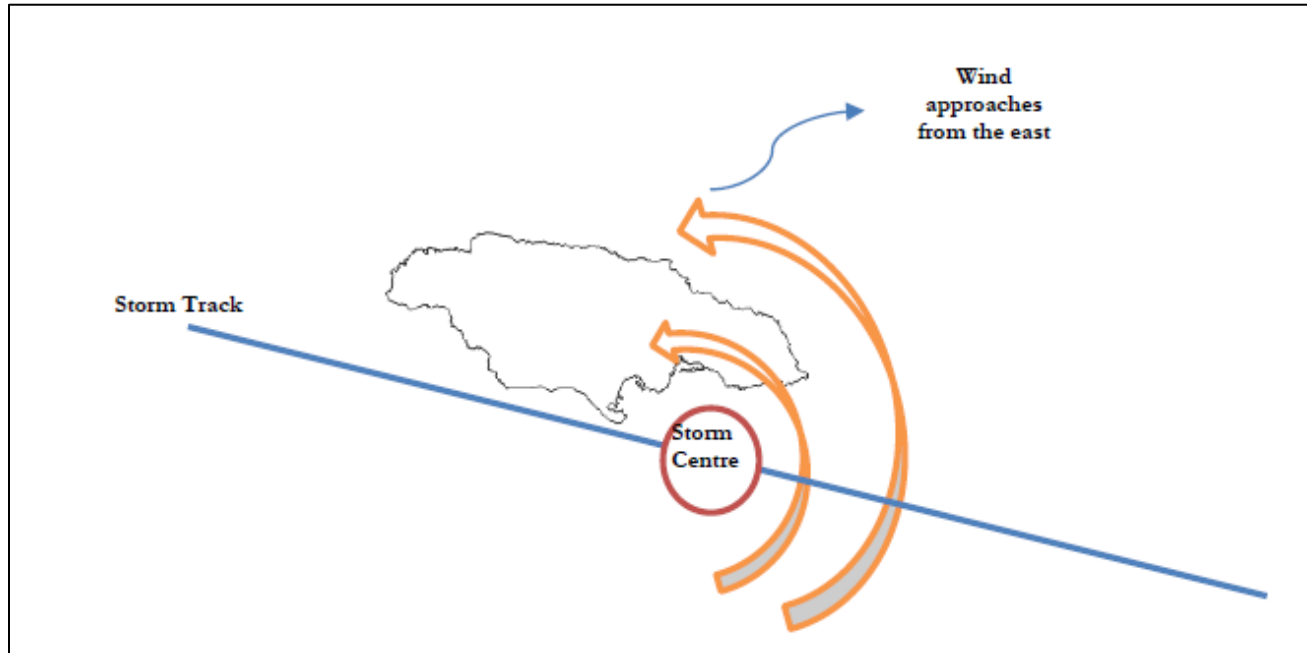 Wind
approaches
from the east
Storm Track
Storm
Centre